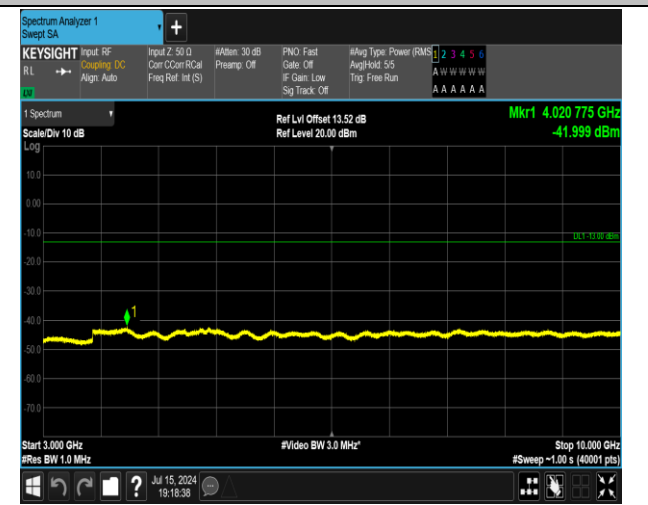 Spectrum Analyzer 1
Swept SA
+
KEYSIGHT Input: RF Input Z: 50 Ω #Atten: 30 dB PNO: Fast #Avg Type: Power (RMS 1 2 3 4 5 6
RL Coupling: DC Corr CCorr RCal Preamp: Off Gate: Off Avg|Hold: 5/5 A W W W W W
Align: Auto Freq Ref: Int (S) IF Gain: Low Trig: Free Run
Sig Track: Off A A A A A A
1 Spectrum
Scale/Div 10 dB
Ref Lvl Offset 13.52 dB
Ref Level 20.00 dBm
Mkr1 4.020 775 GHz
-41.999 dBm
Log
10.0
0.00
-10.0
DL1 -13.00 dBm
-20.0
-30.0
-40.0
1
-50.0
-60.0
-70.0
Start 3.000 GHz #Video BW 3.0 MHz* Stop 10.000 GHz
#Res BW 1.0 MHz #Sweep ~1.00 s (40001 pts)
? Jul 15, 2024
19:18:38